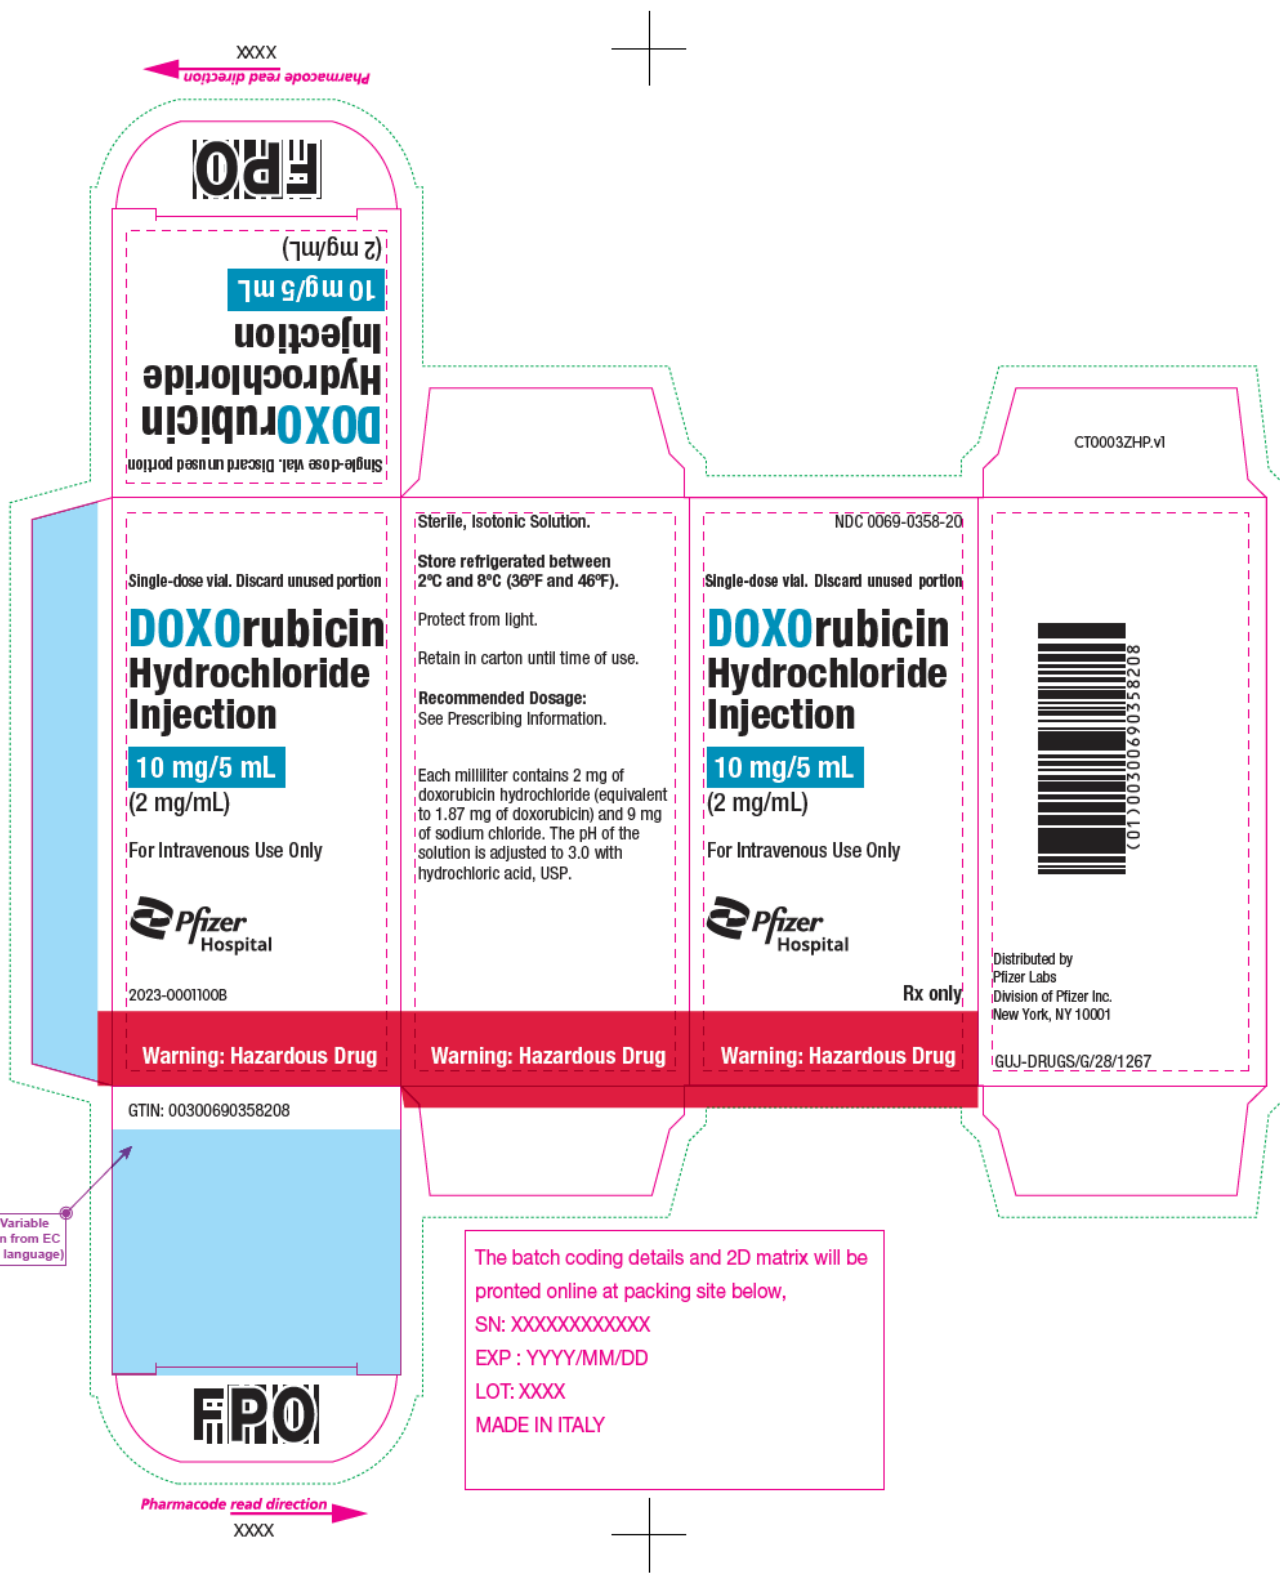 XXXX
Pharmacode read direction
FPO
(2 mg/mL)
10 mg/5 mL
Injection
Hydrochloride
DOXOrubicin
Single-dose vial. Discard unused portion
CT0003ZHP.v1
Single-dose vial. Discard unused portion
DOXOrubicin
Hydrochloride
Injection
10 mg/5 mL
(2 mg/mL)
For Intravenous Use Only
Pfizer
Hospital
2023-0001100B
Warning: Hazardous Drug
Sterile, Isotonic Solution.
Store refrigerated between
2ºC and 8ºC (36ºF and 46ºF).
Protect from light.
Retain in carton until time of use.
Recommended Dosage:
See Prescribing Information.
Each milliliter contains 2 mg of
doxorubicin hydrochloride (equivalent
to 1.87 mg of doxorubicin) and 9 mg
of sodium chloride. The pH of the
solution is adjusted to 3.0 with
hydrochloric acid, USP.
Warning: Hazardous Drug
NDC 0069-0358-20
Single-dose vial. Discard unused portion
DOXOrubicin
Hydrochloride
Injection
10 mg/5 mL
(2 mg/mL)
For Intravenous Use Only
Pfizer
Hospital
Rx only
Warning: Hazardous Drug
(01)00300690358208
Distributed by
Pfizer Labs
Division of Pfizer Inc.
New York, NY 10001
GUJ-DRUGS/G/28/1267
GTIN: 00300690358208
Variable
n from EC
language)
The batch coding details and 2D matrix will be
pronted online at packing site below,
SN: XXXXXXXXXXXX
EXP : YYYY/MM/DD
LOT: XXXX
MADE IN ITALY
FPO
Pharmacode read direction
XXXX